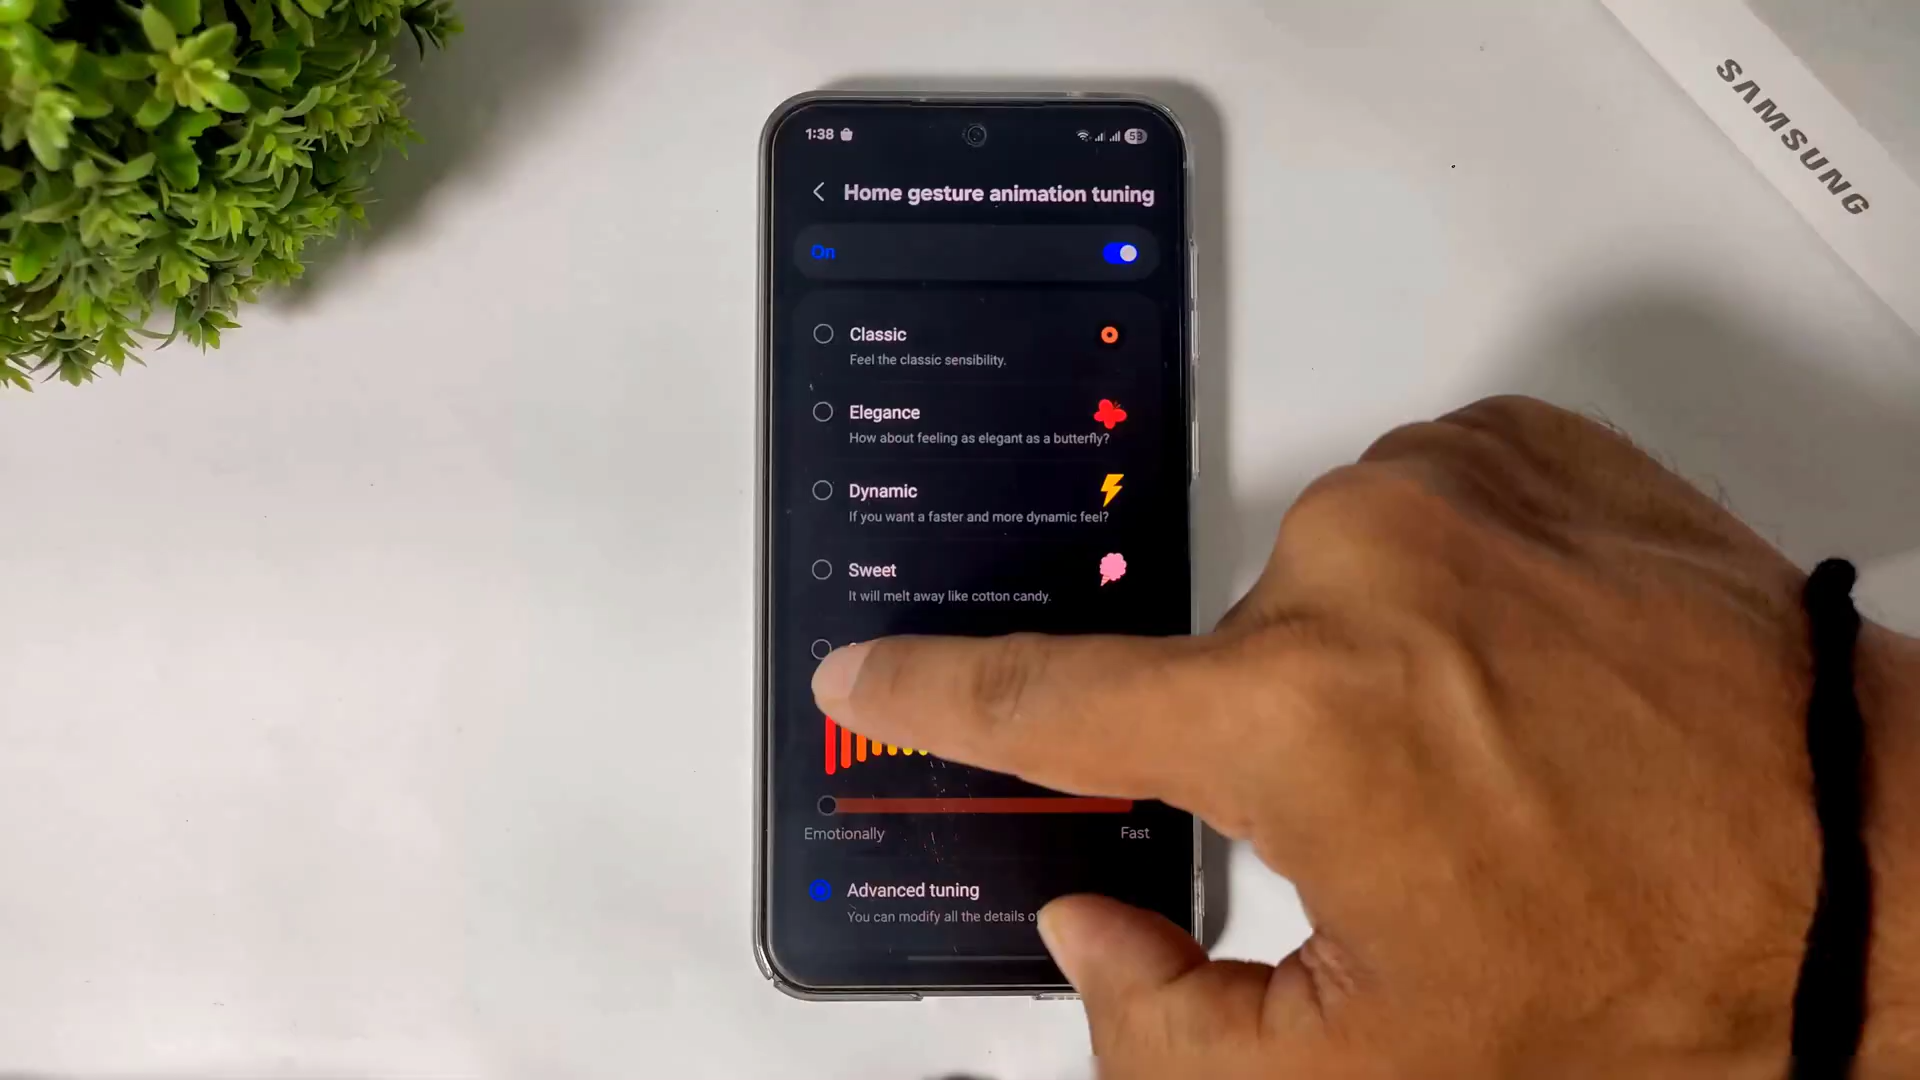 SAMSUNG
1:38
53
Home gesture animation tuning
On
Classic
Feel the classic sensibility.
Elegance
How about feeling as elegant as a butterfly?
Dynamic
If you want a faster and more dynamic feel?
Sweet
It will melt away like cotton candy.
Emotionally
Fast
Advanced tuning
You can modify all the details